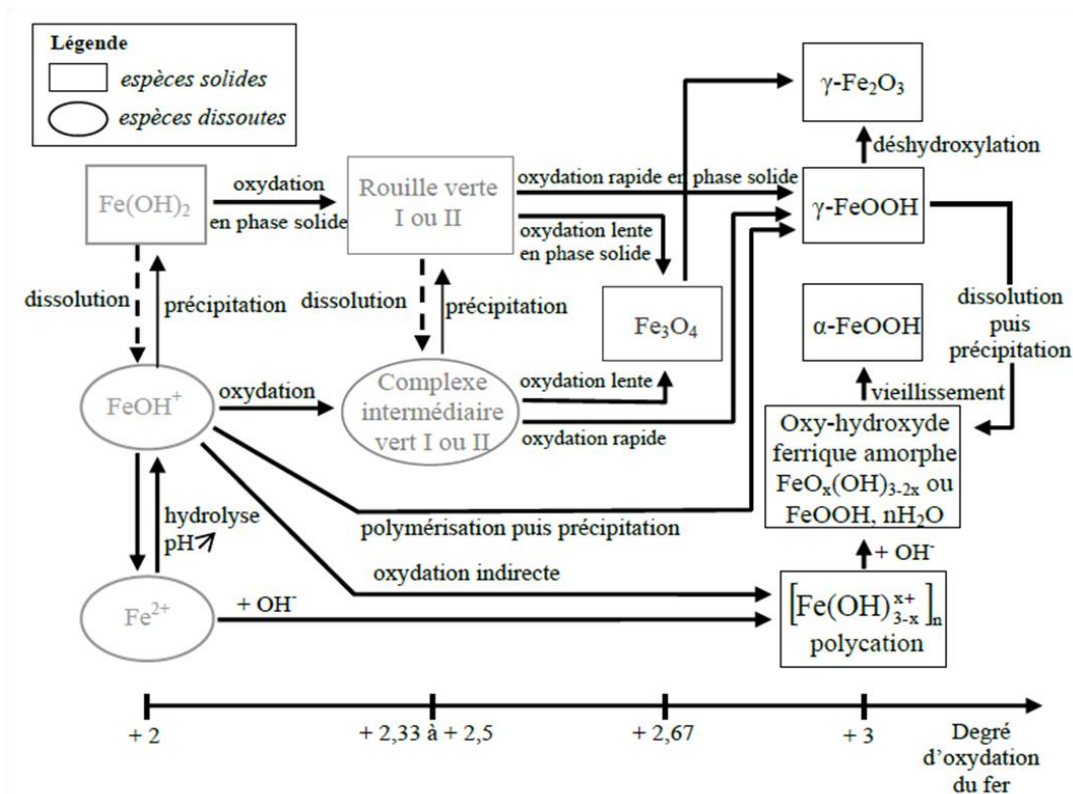 Légende
espèces solides
espèces dissoutes
γ-Fe₂O₃
déshydroxylation
Fe(OH)₂
oxydation
en phase solide
Rouille verte
I ou II
oxydation rapide en phase solide
γ-FeOOH
oxydation lente
en phase solide
dissolution
précipitation
dissolution
précipitation
Fe₃O₄
α-FeOOH
dissolution
puis
précipitation
FeOH⁺
oxydation
Complexe
intermédiaire
vert I ou II
oxydation lente
oxydation rapide
vieillissement
Oxy-hydroxyde
ferrique amorphe
FeOₓ(OH)₃₋₂ₓ ou
FeOOH, nH₂O
hydrolyse
pH↗
polymérisation puis précipitation
+ OH⁻
oxydation indirecte
Fe²⁺
+ OH⁻
[Fe(OH)₃₋ₓˣ⁺]ₙ
polycation
+ 2
+ 2,33 à + 2,5
+ 2,67
+ 3
Degré
d’oxydation
du fer